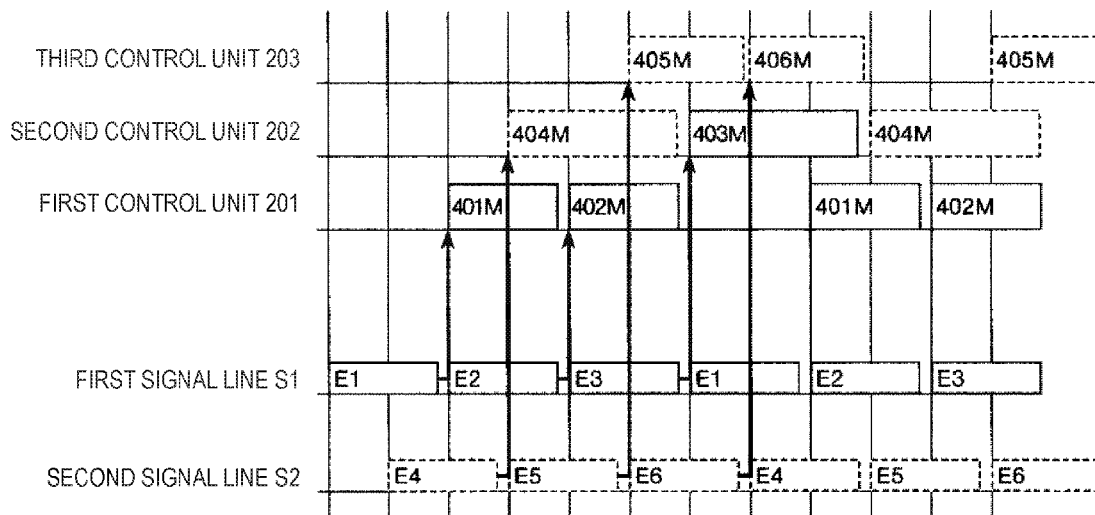 THIRD CONTROL UNIT 203 405M 406M 405M
SECOND CONTROL UNIT 202 404M 403M 404M
FIRST CONTROL UNIT 201 401M 402M 401M 402M
FIRST SIGNAL LINE S1 E1 E2 E3 E1 E2 E3
SECOND SIGNAL LINE S2 E4 E5 E6 E4 E5 E6